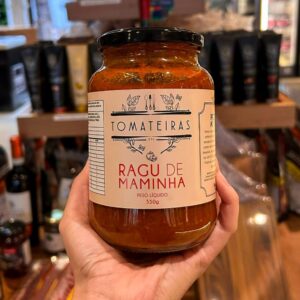 TOMATEIRAS
RAGU DE
MAMINHA
PESO LÍQUIDO
550g